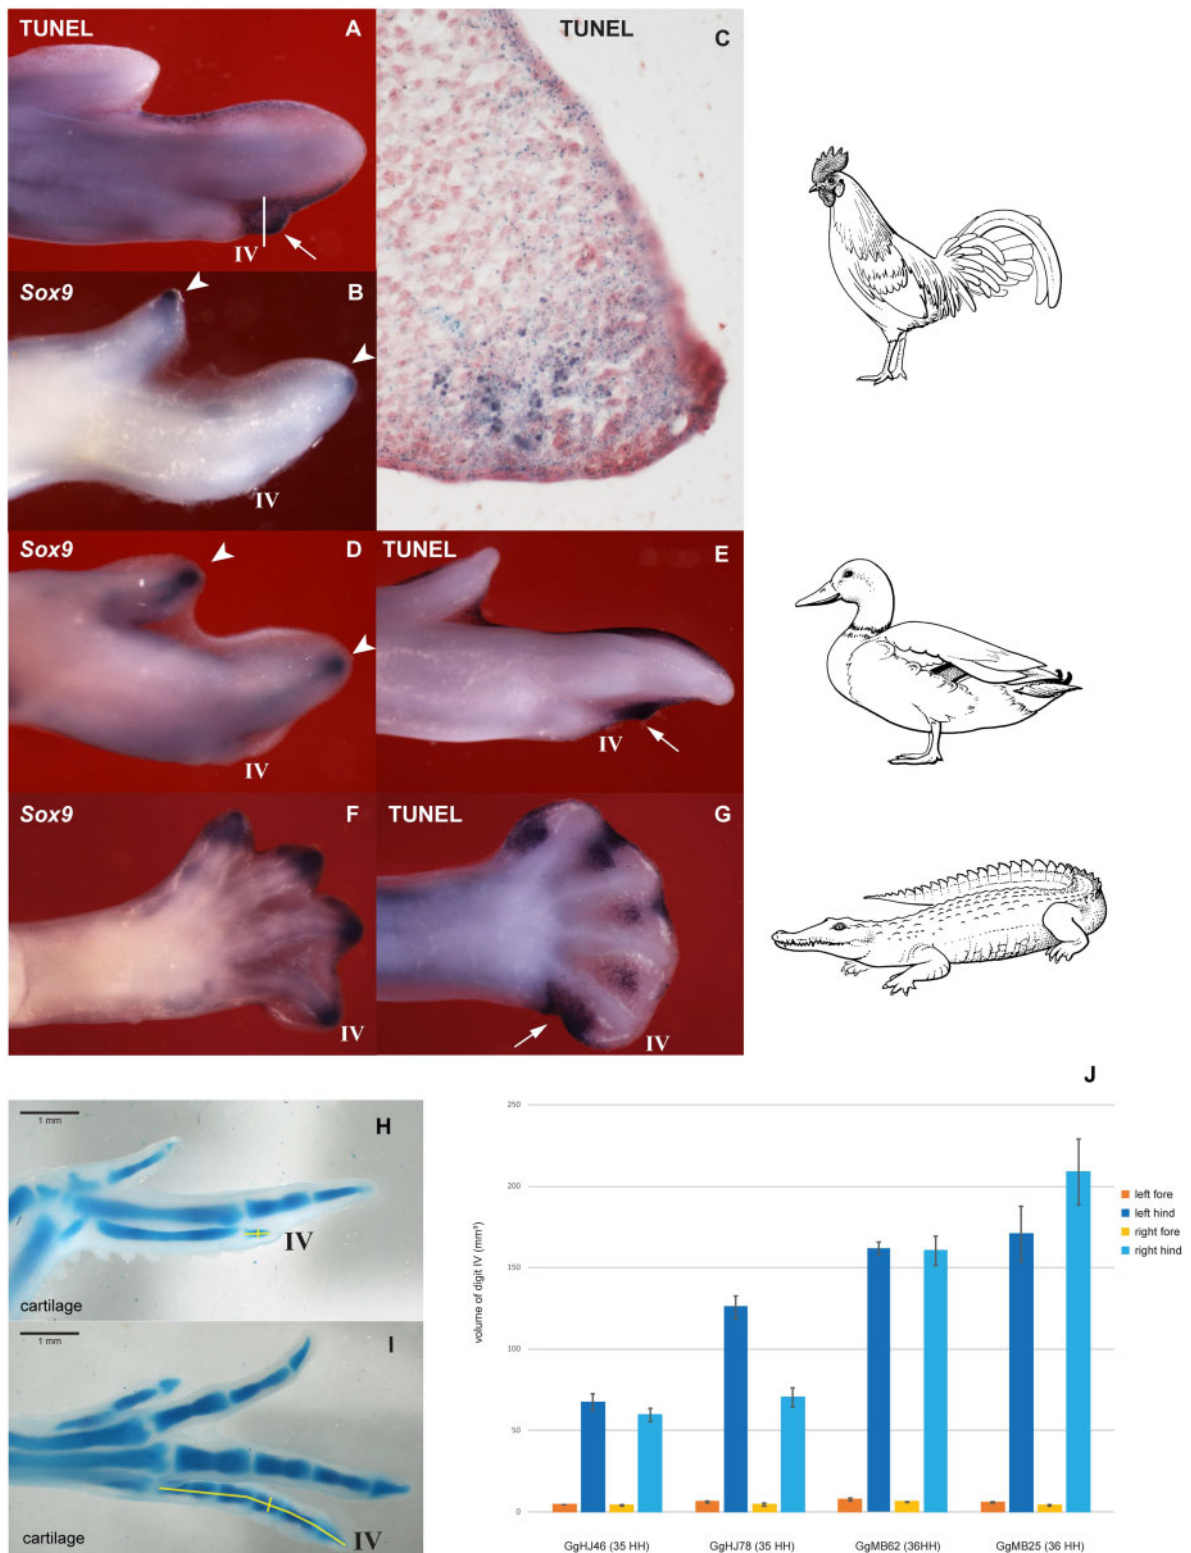 TUNEL A
TUNEL C
IV
Sox9 B
IV
Sox9 D
IV
TUNEL E
IV
Sox9 F
IV
TUNEL G
IV
1 mm H
IV
cartilage
1 mm I
IV
cartilage
J
volume of digit IV (mm³)
250
200
150
100
50
0
GgHJ46 (35 HH) GgHJ78 (35 HH) GgMB62 (36HH) GgMB25 (36 HH)
left fore
left hind
right fore
right hind